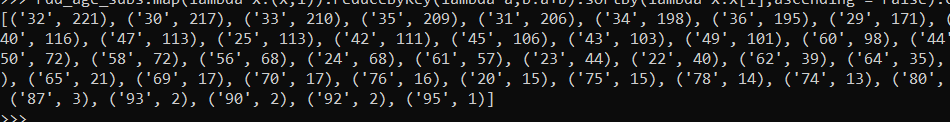 >>> rdd_age_subs.map(lambda x:(x,1)).reduceByKey(lambda a,b:a+b).sortBy(lambda x:x[1],ascending = False).
[('32', 221), ('30', 217), ('33', 210), ('35', 209), ('31', 206), ('34', 198), ('36', 195), ('29', 171), (
40', 116), ('47', 113), ('25', 113), ('42', 111), ('45', 106), ('43', 103), ('49', 101), ('60', 98), ('44'
50', 72), ('58', 72), ('56', 68), ('24', 68), ('61', 57), ('23', 44), ('22', 40), ('62', 39), ('64', 35),
), ('65', 21), ('69', 17), ('70', 17), ('76', 16), ('20', 15), ('75', 15), ('78', 14), ('74', 13), ('80',
('87', 3), ('93', 2), ('90', 2), ('92', 2), ('95', 1)]
>>>